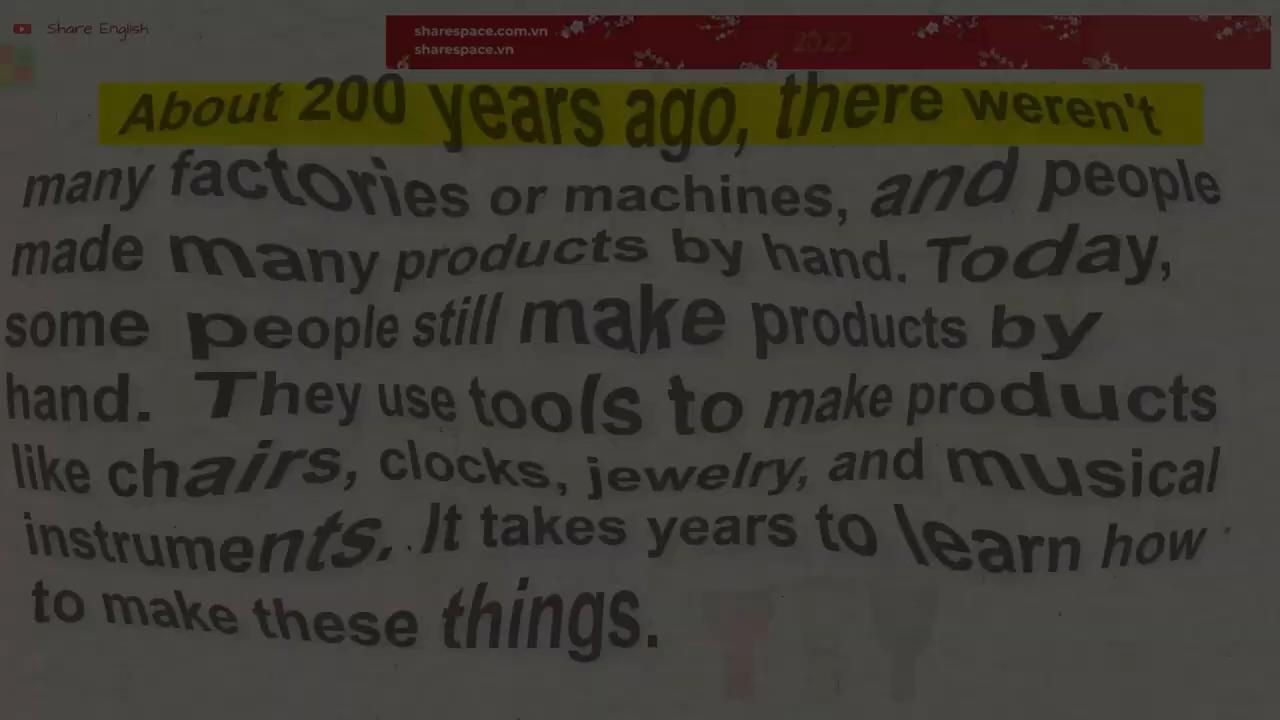 Share English
sharespace.com.vn
sharespace.vn
2022
About 200 years ago, there weren't
many factories or machines, and people
made many products by hand. Today,
some people still make products by
hand. They use tools to make products
like chairs, clocks, jewelry, and musical
instruments. It takes years to learn how
to make these things.